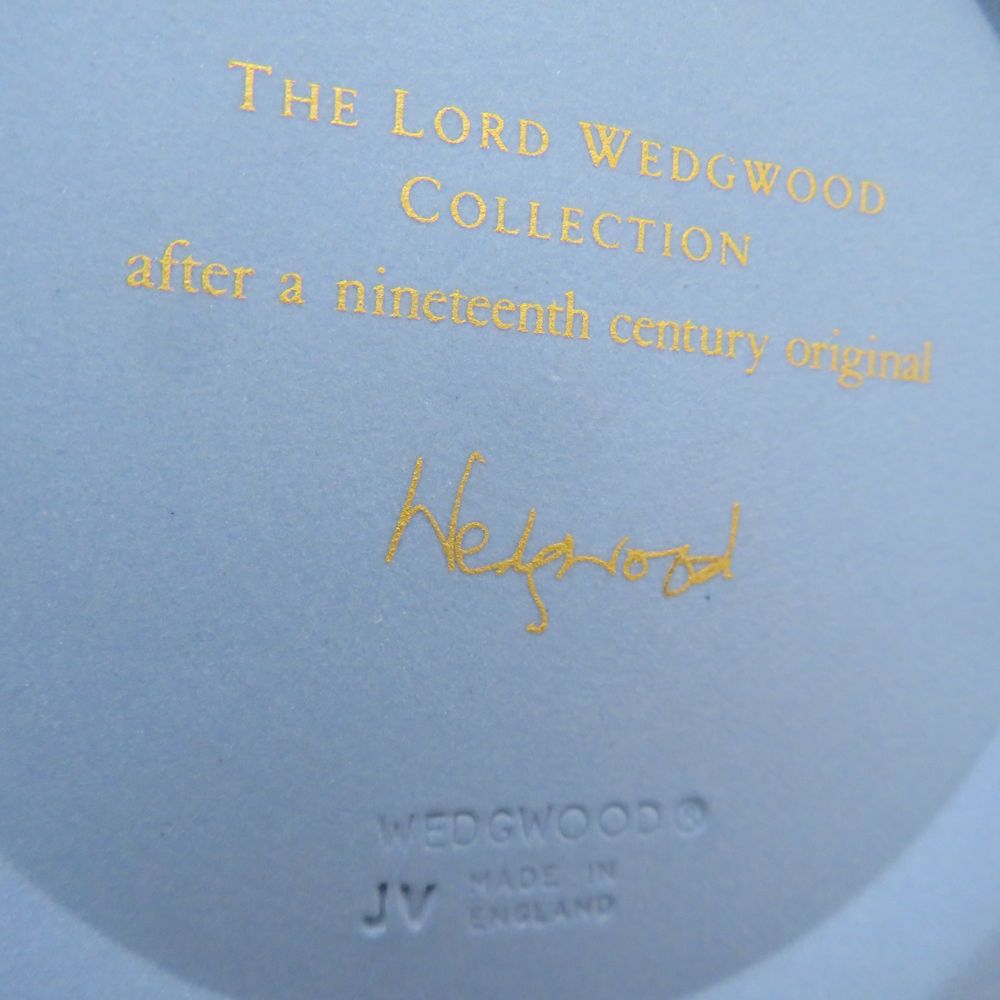 THE LORD WEDGWOOD
COLLECTION
after a nineteenth century original
Wedgwood
WEDGWOOD®
JV MADE IN
ENGLAND